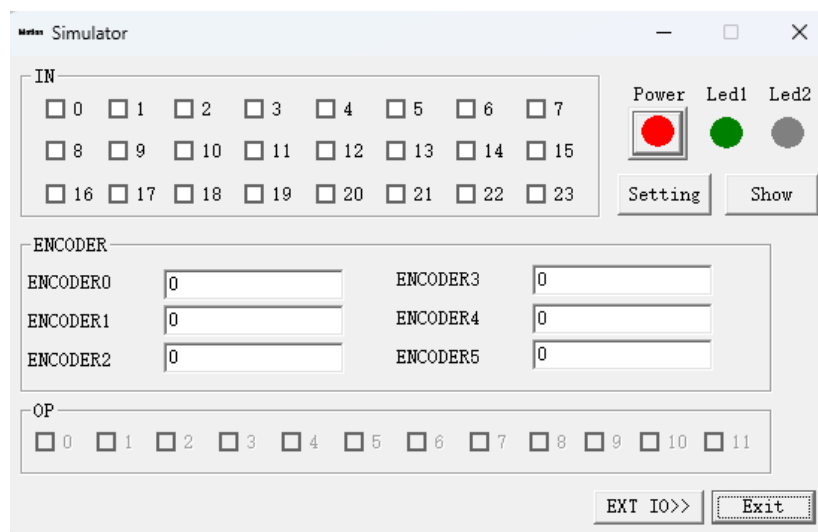 Motion Simulator
IN
0 1 2 3 4 5 6 7
8 9 10 11 12 13 14 15
16 17 18 19 20 21 22 23
Power Led1 Led2
Setting Show
ENCODER
ENCODER0 0 ENCODER3 0
ENCODER1 0 ENCODER4 0
ENCODER2 0 ENCODER5 0
OP
0 1 2 3 4 5 6 7 8 9 10 11
EXT IO>> Exit